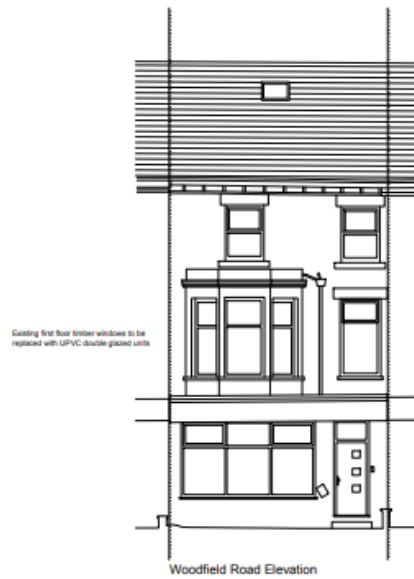 Existing first floor timber windows to be
replaced with UPVC double glazed units
Woodfield Road Elevation